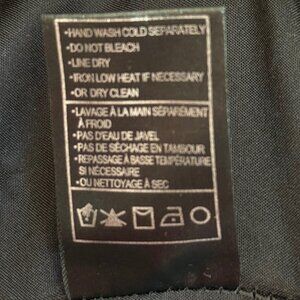 •HAND WASH COLD SEPARATELY
•DO NOT BLEACH
•LINE DRY
•IRON LOW HEAT IF NECESSARY
•OR DRY CLEAN
•LAVAGE À LA MAIN SÉPARÉMENT
À FROID
•PAS D'EAU DE JAVEL
•PAS DE SÉCHAGE EN TAMBOUR
•REPASSAGE À BASSE TEMPÉRATURE
SI NÉCESSAIRE
•OU NETTOYAGE À SEC